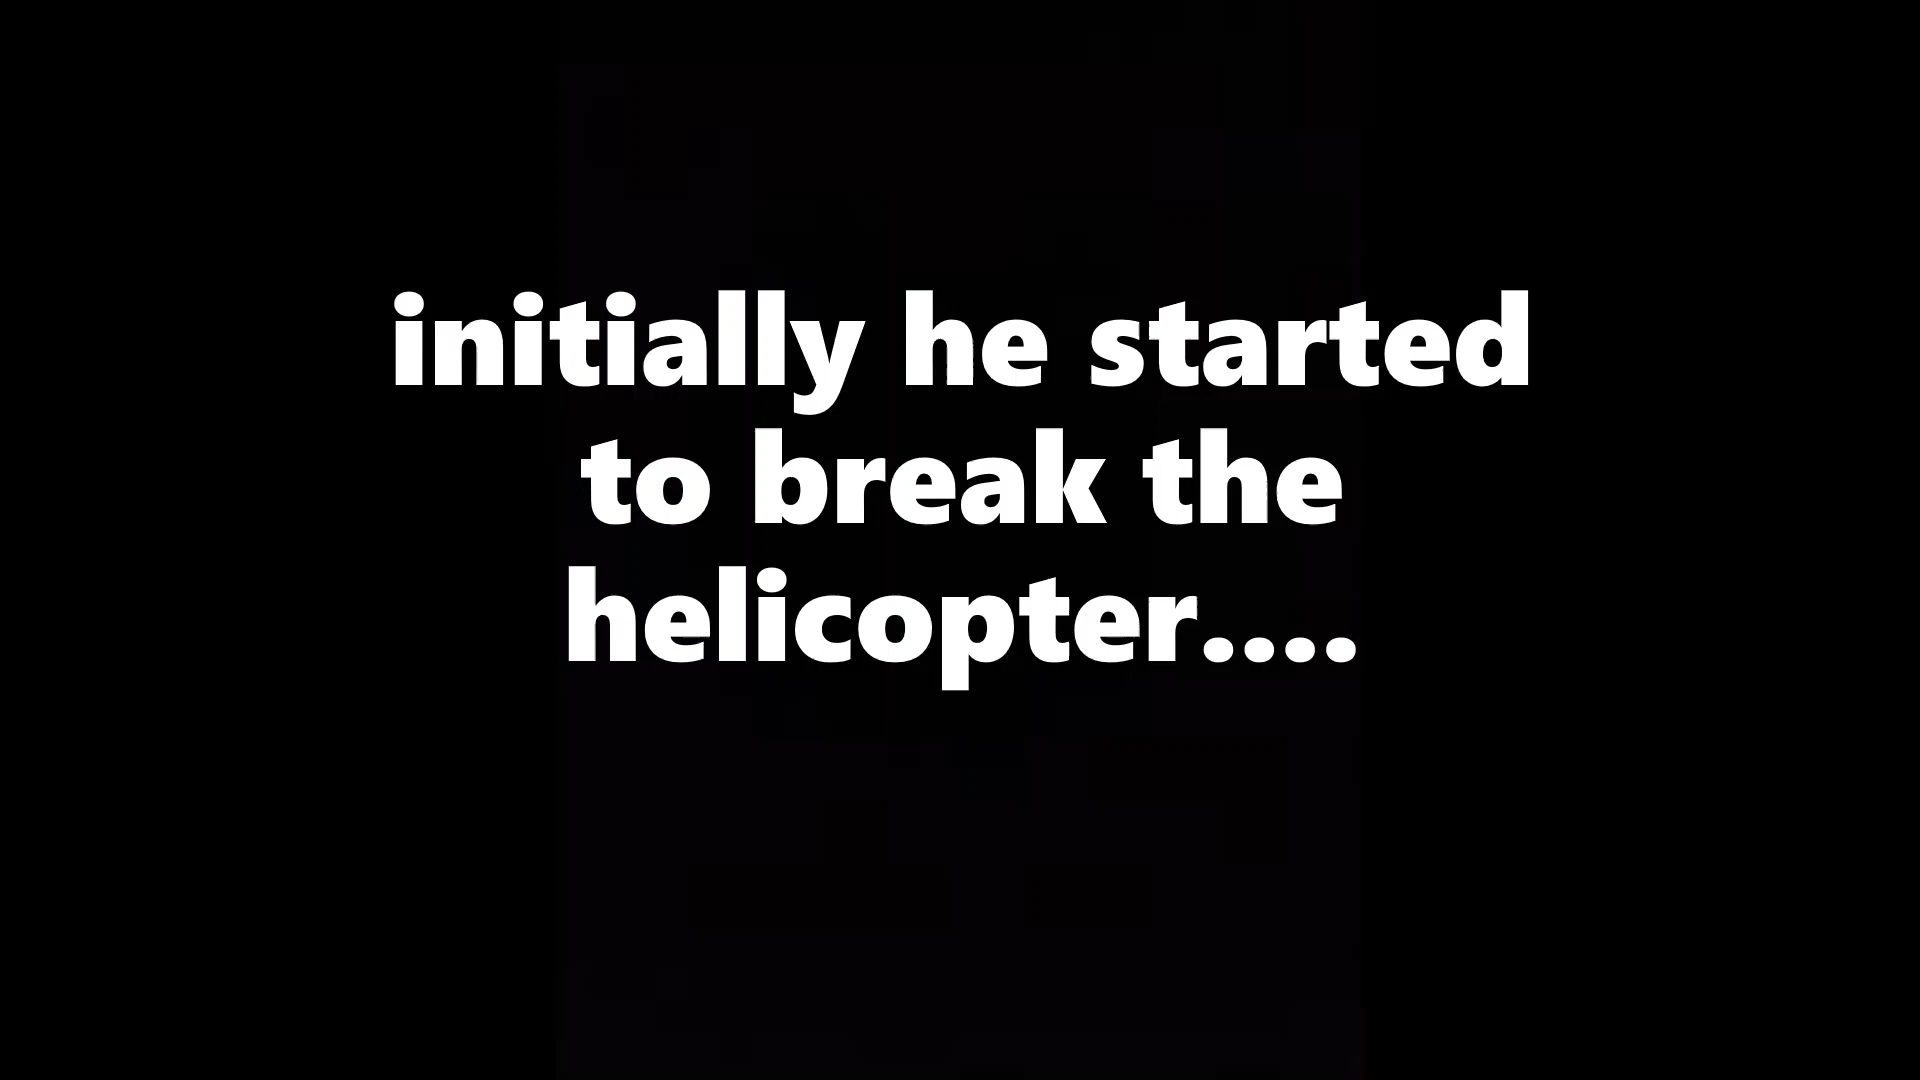 initially he started
to break the
helicopter....